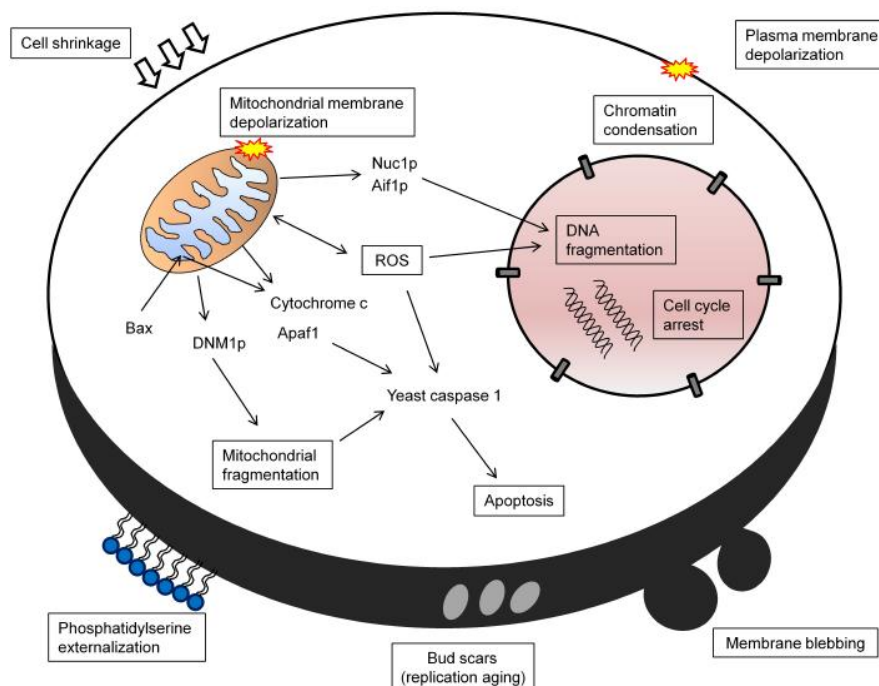 Cell shrinkage
Plasma membrane
depolarization
Mitochondrial membrane
depolarization
Chromatin
condensation
Nuc1p
Aif1p
DNA
fragmentation
ROS
Cytochrome c
Apaf1
Cell cycle
arrest
Bax
DNM1p
Yeast caspase 1
Mitochondrial
fragmentation
Apoptosis
Phosphatidylserine
externalization
Bud scars
(replication aging)
Membrane blebbing